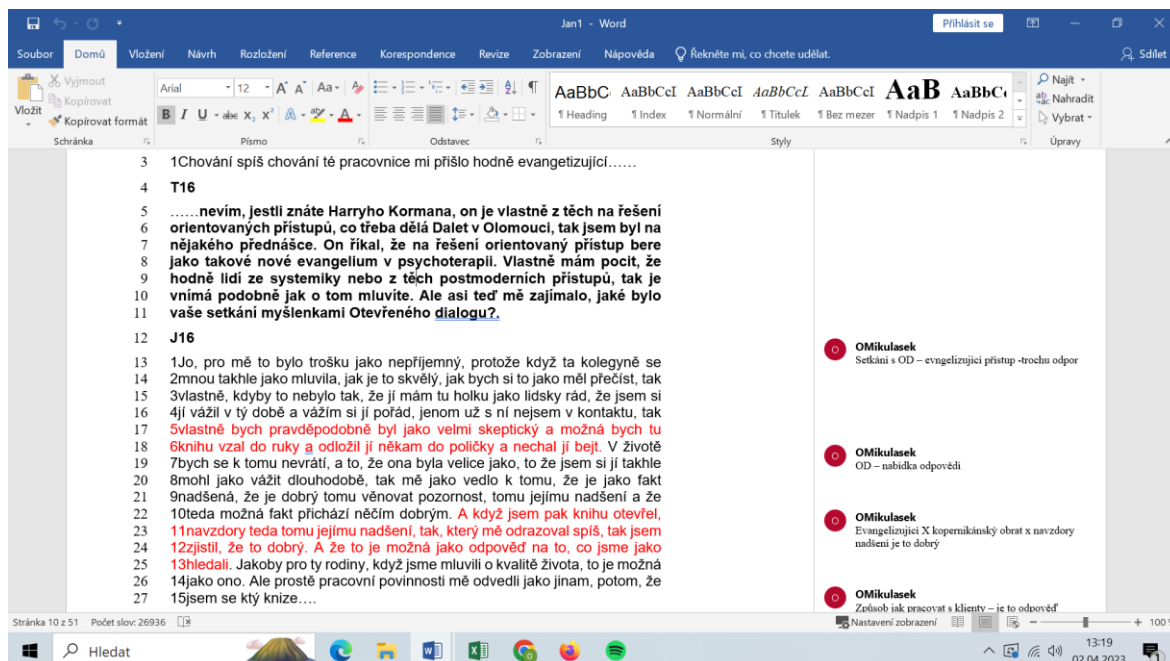 Jan1 - Word
Přihlásit se
Soubor Domů Vložení Návrh Rozložení Reference Korespondence Revize Zobrazení Nápověda Řekněte mi, co chcete udělat. Sdílet
Vložit
Vyjmout
Kopírovat
Kopírovat formát
Schránka
Arial 12
Písmo
Odstavec
AaBbC AaBbCcI AaBbCcI AaBbCcL AaBbCcI AaB AaBbC
¶ Heading ¶ Index ¶ Normální ¶ Titulek ¶ Bez mezer ¶ Nadpis 1 ¶ Nadpis 2
Styly
Najít
Nahradit
Vybrat
Úpravy
3 1Chování spíš chování té pracovnice mi přišlo hodně evangetizující……
4 T16
5 ……nevím, jestli znáte Harryho Kormana, on je vlastně z těch na řešení
6 orientovaných přístupů, co třeba dělá Dalet v Olomouci, tak jsem byl na
7 nějakého přednášce. On říkal, že na řešení orientovaný přístup bere
8 jako takové nové evangelium v psychoterapii. Vlastně mám pocit, že
9 hodně lidí ze systemiky nebo z těch postmoderních přístupů, tak je
10 vnímá podobně jak o tom mluvíte. Ale asi teď mě zajímalo, jaké bylo
11 vaše setkání myšlenkami Otevřeného dialogu?.
12 J16
13 1Jo, pro mě to bylo trošku jako nepříjemný, protože když ta kolegyně se
14 2mnou takhle jako mluvila, jak je to skvělý, jak bych si to jako měl přečíst, tak
15 3vlastně, kdyby to nebylo tak, že jí mám tu holku jako lidsky rád, že jsem si
16 4jí vážil v tý době a vážím si jí pořád, jenom už s ní nejsem v kontaktu, tak
17 5vlastně bych pravděpodobně byl jako velmi skeptický a možná bych tu
18 6knihu vzal do ruky a odložil jí někam do poličky a nechal jí bejt. V životě
19 7bych se k tomu nevrátí, a to, že ona byla velice jako, to že jsem si jí takhle
20 8mohl jako vážit dlouhodobě, tak mě jako vedlo k tomu, že je jako fakt
21 9nadšená, že je dobrý tomu věnovat pozornost, tomu jejímu nadšení a že
22 10teda možná fakt přichází něčím dobrým. A když jsem pak knihu otevřel,
23 11navzdory teda tomu jejímu nadšení, tak, který mě odrazoval spíš, tak jsem
24 12zjistil, že to dobrý. A že to je možná jako odpověď na to, co jsme jako
25 13hledali. Jakoby pro ty rodiny, když jsme mluvili o kvalitě života, to je možná
26 14jako ono. Ale prostě pracovní povinnosti mě odvedli jako jinam, potom, že
27 15jsem se ktý knize….
OMikulasek
Setkání s OD – evngelizující přístup -trochu odpor
OMikulasek
OD – nabídka odpovědi
OMikulasek
Evangelizující X kopernikánský obrat x navzdory
nadšení je to dobrý
OMikulasek
Způsob jak pracovat s klienty – je to odpověď
Stránka 10 z 51 Počet slov: 26936 Nastavení zobrazení 100 %
Hledat
13:19
02.04.2023